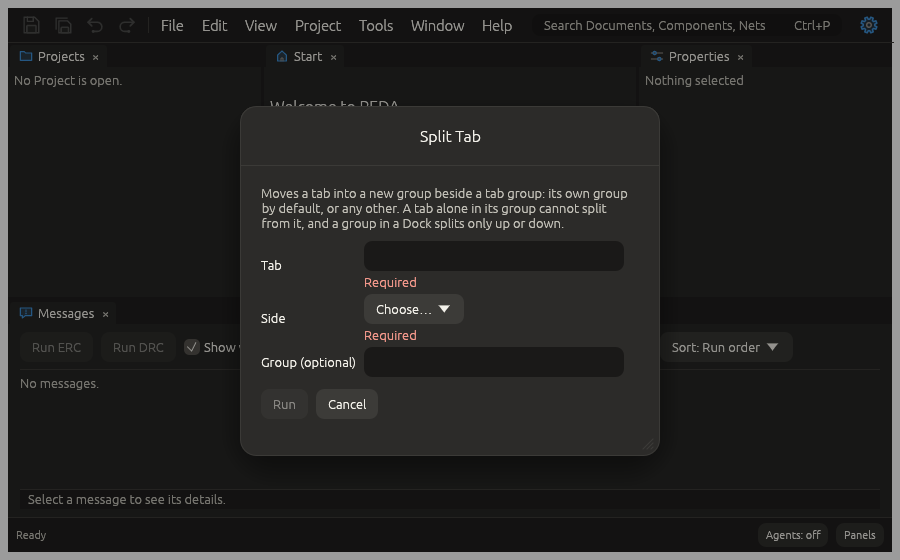 File Edit View Project Tools Window Help Search Documents, Components, Nets Ctrl+P
Projects × Start × Properties ×
No Project is open.
Nothing selected
Split Tab
Moves a tab into a new group beside a tab group: its own group
by default, or any other. A tab alone in its group cannot split
from it, and a group in a Dock splits only up or down.
Tab
Required
Side Choose...
Required
Group (optional)
Run Cancel
Messages ×
Run ERC Run DRC Show Sort: Run order
No messages.
Select a message to see its details.
Ready Agents: off Panels